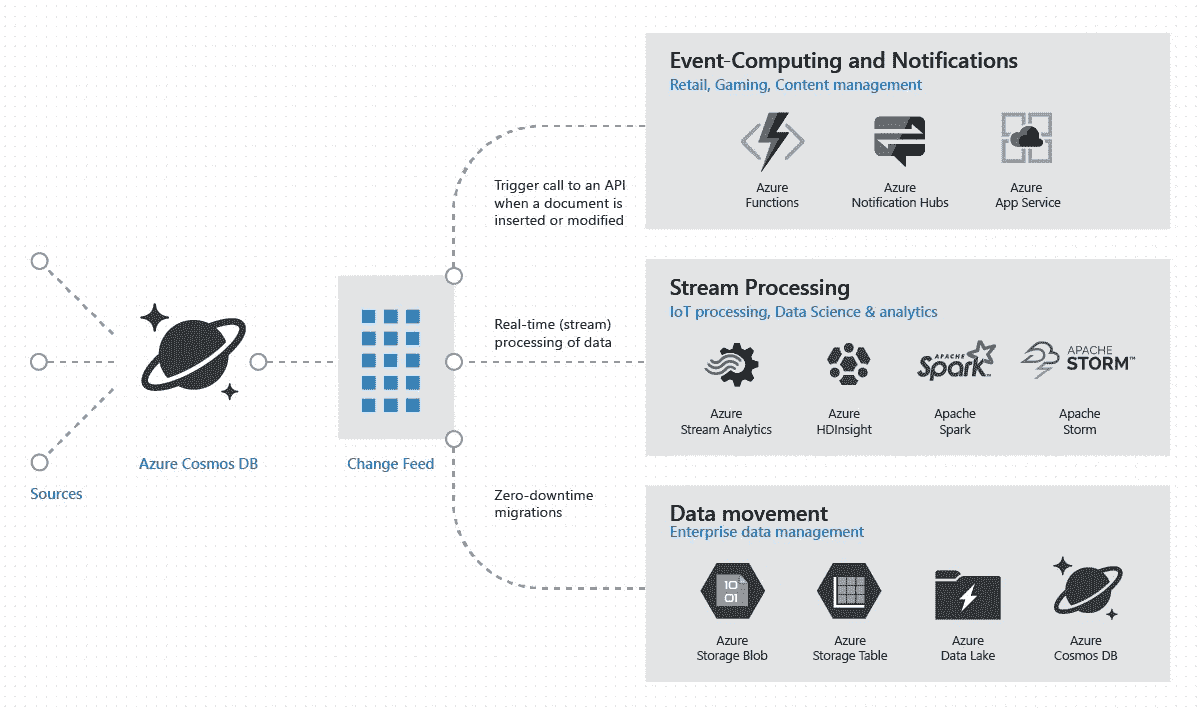 Event-Computing and Notifications
Retail, Gaming, Content management
Azure
Functions
Azure
Notification Hubs
Azure
App Service
Trigger call to an API
when a document is
inserted or modified
Stream Processing
IoT processing, Data Science & analytics
Real-time (stream)
processing of data
APACHE
Spark™
APACHE
STORM™
Azure
Stream Analytics
Azure
HDInsight
Apache
Spark
Apache
Storm
Sources
Azure Cosmos DB
Change Feed
Zero-downtime
migrations
Data movement
Enterprise data management
10
01
Azure
Storage Blob
Azure
Storage Table
Azure
Data Lake
Azure
Cosmos DB